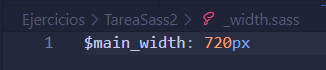 Ejercicios > TareaSass2 > _width.sass
1 $main_width: 720px